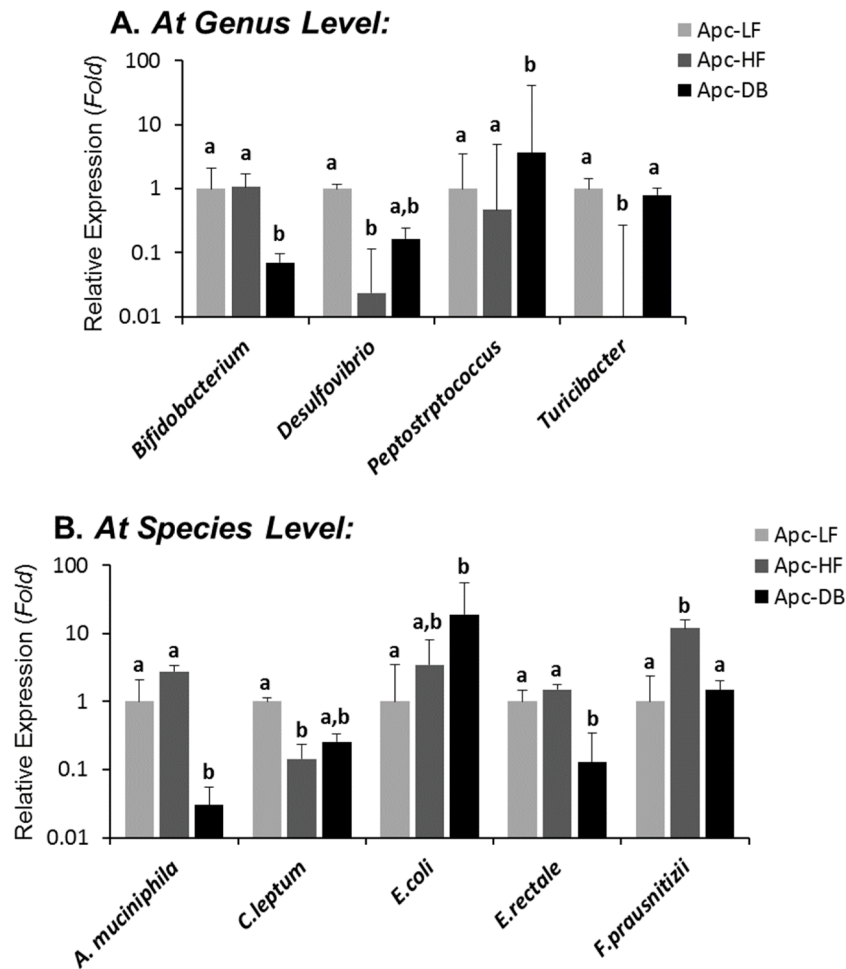 A. At Genus Level:
Apc-LF
Apc-HF
Apc-DB
Relative Expression (Fold)
100
10
1
0.1
0.01
a a b
a b a,b
a a b
a b a
Bifidobacterium
Desulfovibrio
Peptostrptococcus
Turicibacter
B. At Species Level:
Apc-LF
Apc-HF
Apc-DB
Relative Expression (Fold)
100
10
1
0.1
0.01
a a b
a b a,b
a a,b b
a a b
a b a
A. muciniphila
C.leptum
E.coli
E.rectale
F.prausnitizii